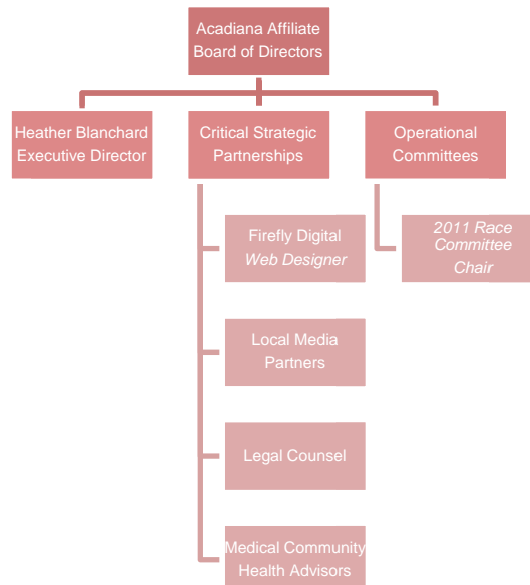 Acadiana Affiliate
Board of Directors
Heather Blanchard
Executive Director
Critical Strategic
Partnerships
Operational
Committees
Firefly Digital
Web Designer
2011 Race
Committee
Chair
Local Media
Partners
Legal Counsel
Medical Community
Health Advisors